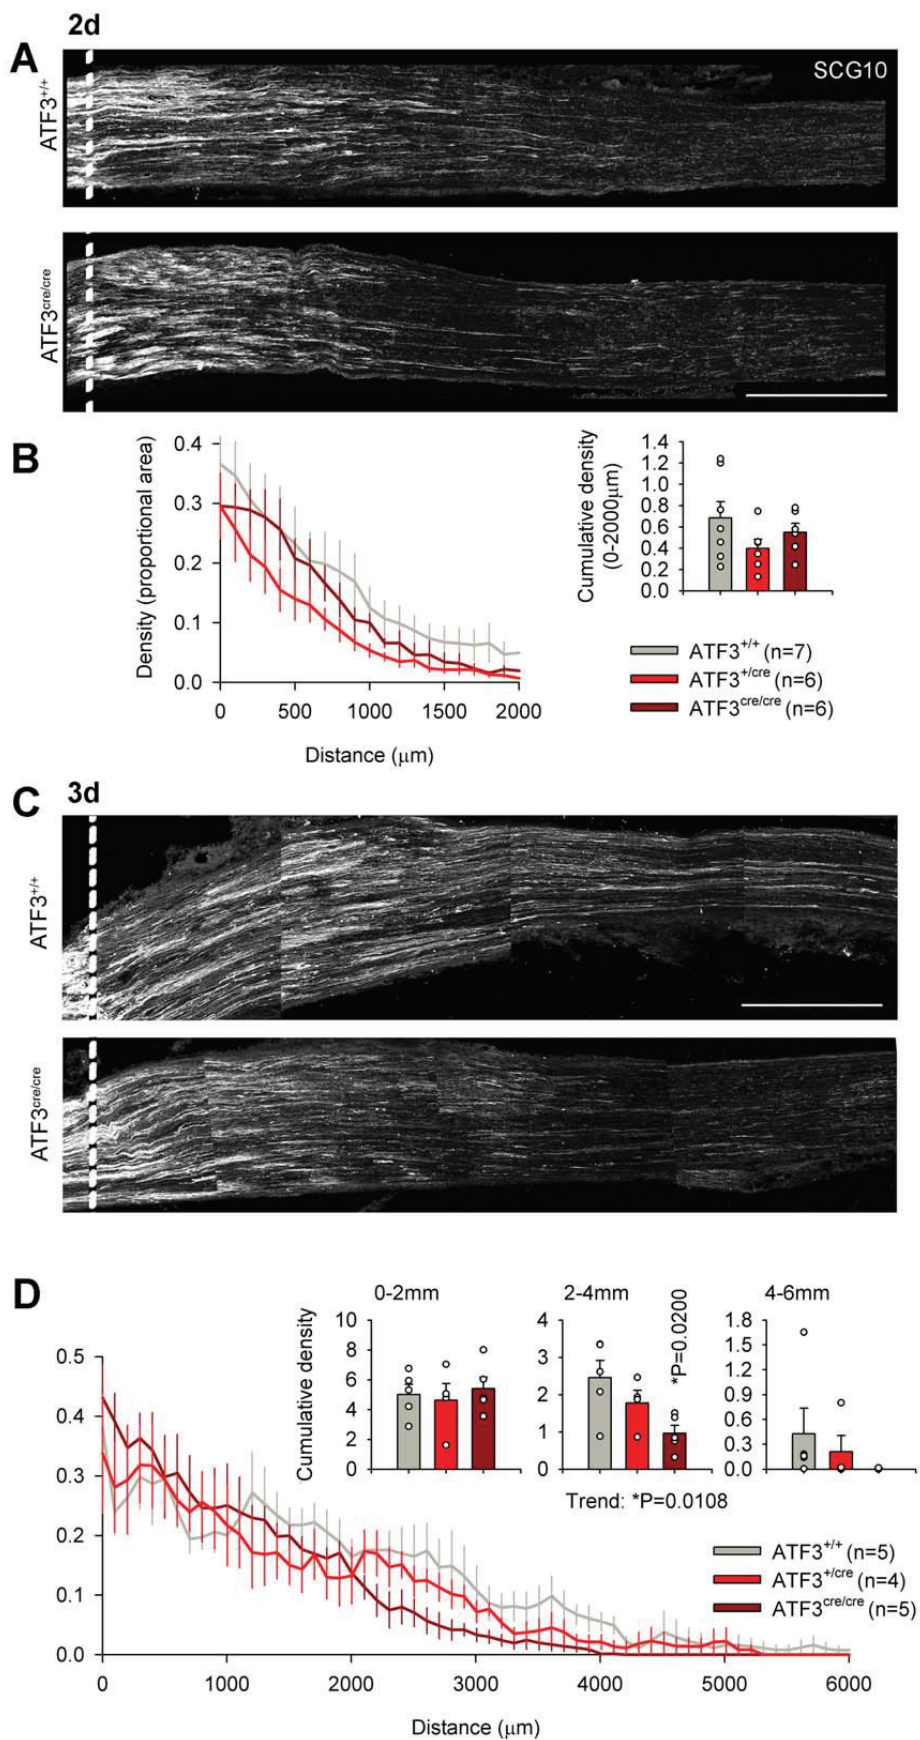 2d
A
ATF3+/+
SCG10
ATF3cre/cre
B
Density (proportional area)
0.4
0.3
0.2
0.1
0.0
0 500 1000 1500 2000
Distance (μm)
Cumulative density
(0-2000μm)
1.4
1.2
1.0
0.8
0.6
0.4
0.2
0.0
ATF3+/+ (n=7)
ATF3+/cre (n=6)
ATF3cre/cre (n=6)
C
3d
ATF3+/+
ATF3cre/cre
D
0-2mm
2-4mm
4-6mm
Cumulative density
10
8
6
4
2
0
4
3
2
1
0
*P=0.0200
1.8
1.5
1.2
0.9
0.6
0.3
0.0
Trend: *P=0.0108
0.5
0.4
0.3
0.2
0.1
0.0
ATF3+/+ (n=5)
ATF3+/cre (n=4)
ATF3cre/cre (n=5)
0 1000 2000 3000 4000 5000 6000
Distance (μm)